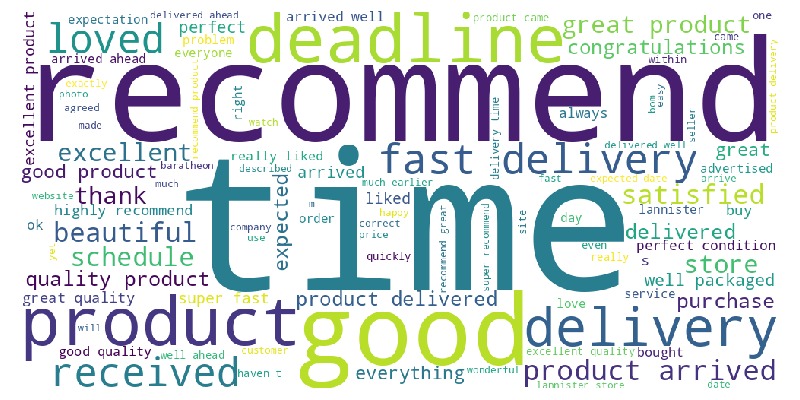 expectation
delivered ahead
arrived well
product came
one
loved
perfect
problem
everyone
deadline
great product
congratulations
came
arrived ahead
within
excellent product
recommend
exactly
photo
agreed
made
recommend product
right
watch
delivery time
always
bom
easy
seller
product delivery
excellent
baratheon
really liked
described
arrived
fast delivery
delivered well
great
advertised
good product
much
much earlier
fast
expected date
arrive
thank
website
time
liked
happy
satisfied
highly recommend
m
order
correct
price
lannister
buy
ok
beautiful
company
use
expected
recommend great
super recommend
site
day
delivered
yet
schedule
quickly
even
really
perfect condition
s
store
quality product
well packaged
great quality
super fast
product delivered
love
service
purchase
product
will
good
delivery
good quality
well ahead
customer
excellent quality
bought
received
haven t
everything
wonderful
product arrived
lannister store
date